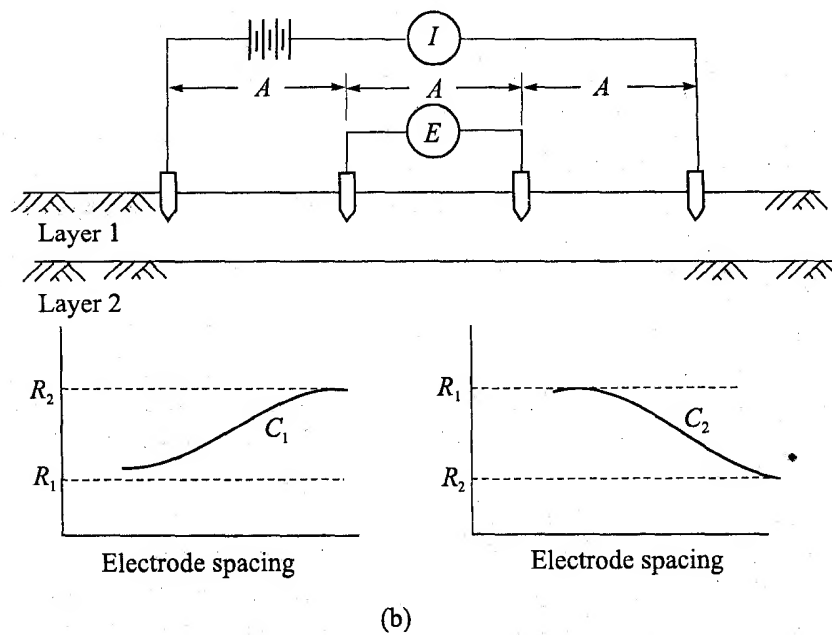 I
A A A
E
Layer 1
Layer 2
R₂ R₁
C₁ C₂
R₁ R₂
Electrode spacing Electrode spacing
(b)